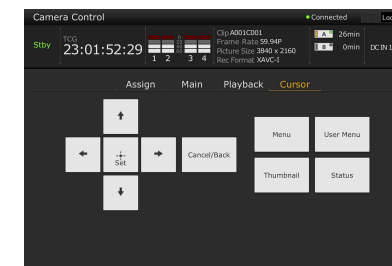 Camera Control
Connected
Stby
TCG
23:01:52:29
1 2 3 4
Clip A001C001
Frame Rate 59.94P
Picture Size 3840 x 2160
Rec Format XAVC-I
A 26min
B 0min
DC IN 1
Assign Main Playback Cursor
Set
Cancel/Back
Menu
User Menu
Thumbnail
Status